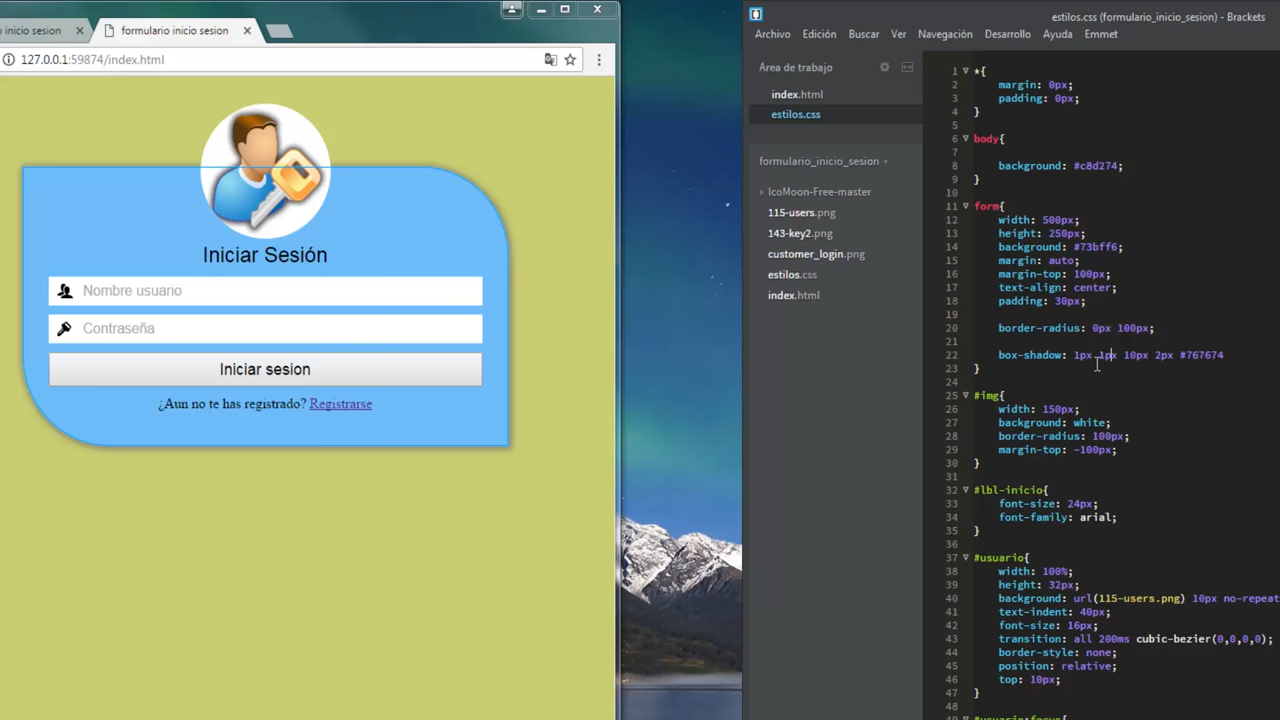 inicio sesion
formulario inicio sesion
127.0.0.1:59874/index.html
Iniciar Sesión
Nombre usuario
Contraseña
Iniciar sesion
¿Aun no te has registrado? Registrarse
estilos.css (formulario_inicio_sesion) - Brackets
Archivo Edición Buscar Ver Navegación Desarrollo Ayuda Emmet
Área de trabajo
index.html
estilos.css
formulario_inicio_sesion
IcoMoon-Free-master
115-users.png
143-key2.png
customer_login.png
estilos.css
index.html
1 *{
2 margin: 0px;
3 padding: 0px;
4 }
5
6 body{
7
8 background: #c8d274;
9 }
10
11 form{
12 width: 500px;
13 height: 250px;
14 background: #73bff6;
15 margin: auto;
16 margin-top: 100px;
17 text-align: center;
18 padding: 30px;
19
20 border-radius: 0px 100px;
21
22 box-shadow: 1px 1px 10px 2px #767674
23 }
24
25 #img{
26 width: 150px;
27 background: white;
28 border-radius: 100px;
29 margin-top: -100px;
30 }
31
32 #lbl-inicio{
33 font-size: 24px;
34 font-family: arial;
35 }
36
37 #usuario{
38 width: 100%;
39 height: 32px;
40 background: url(115-users.png) 10px no-repeat
41 text-indent: 40px;
42 font-size: 16px;
43 transition: all 200ms cubic-bezier(0,0,0,0);
44 border-style: none;
45 position: relative;
46 top: 10px;
47 }
48
#usuario:focus{